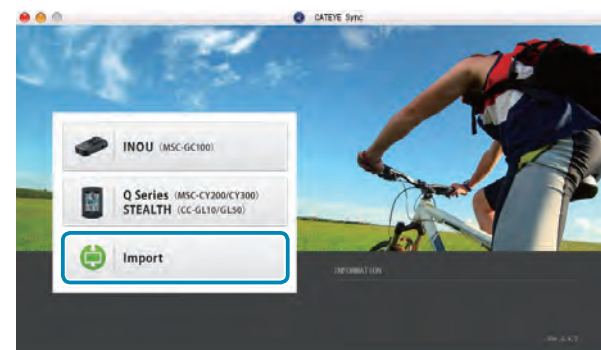 CATEYE Sync
INOU (MSC-GC100)
Q Series (MSC-CY200/CY300)
STEALTH (CC-GL10/GL50)
Import
INFORMATION